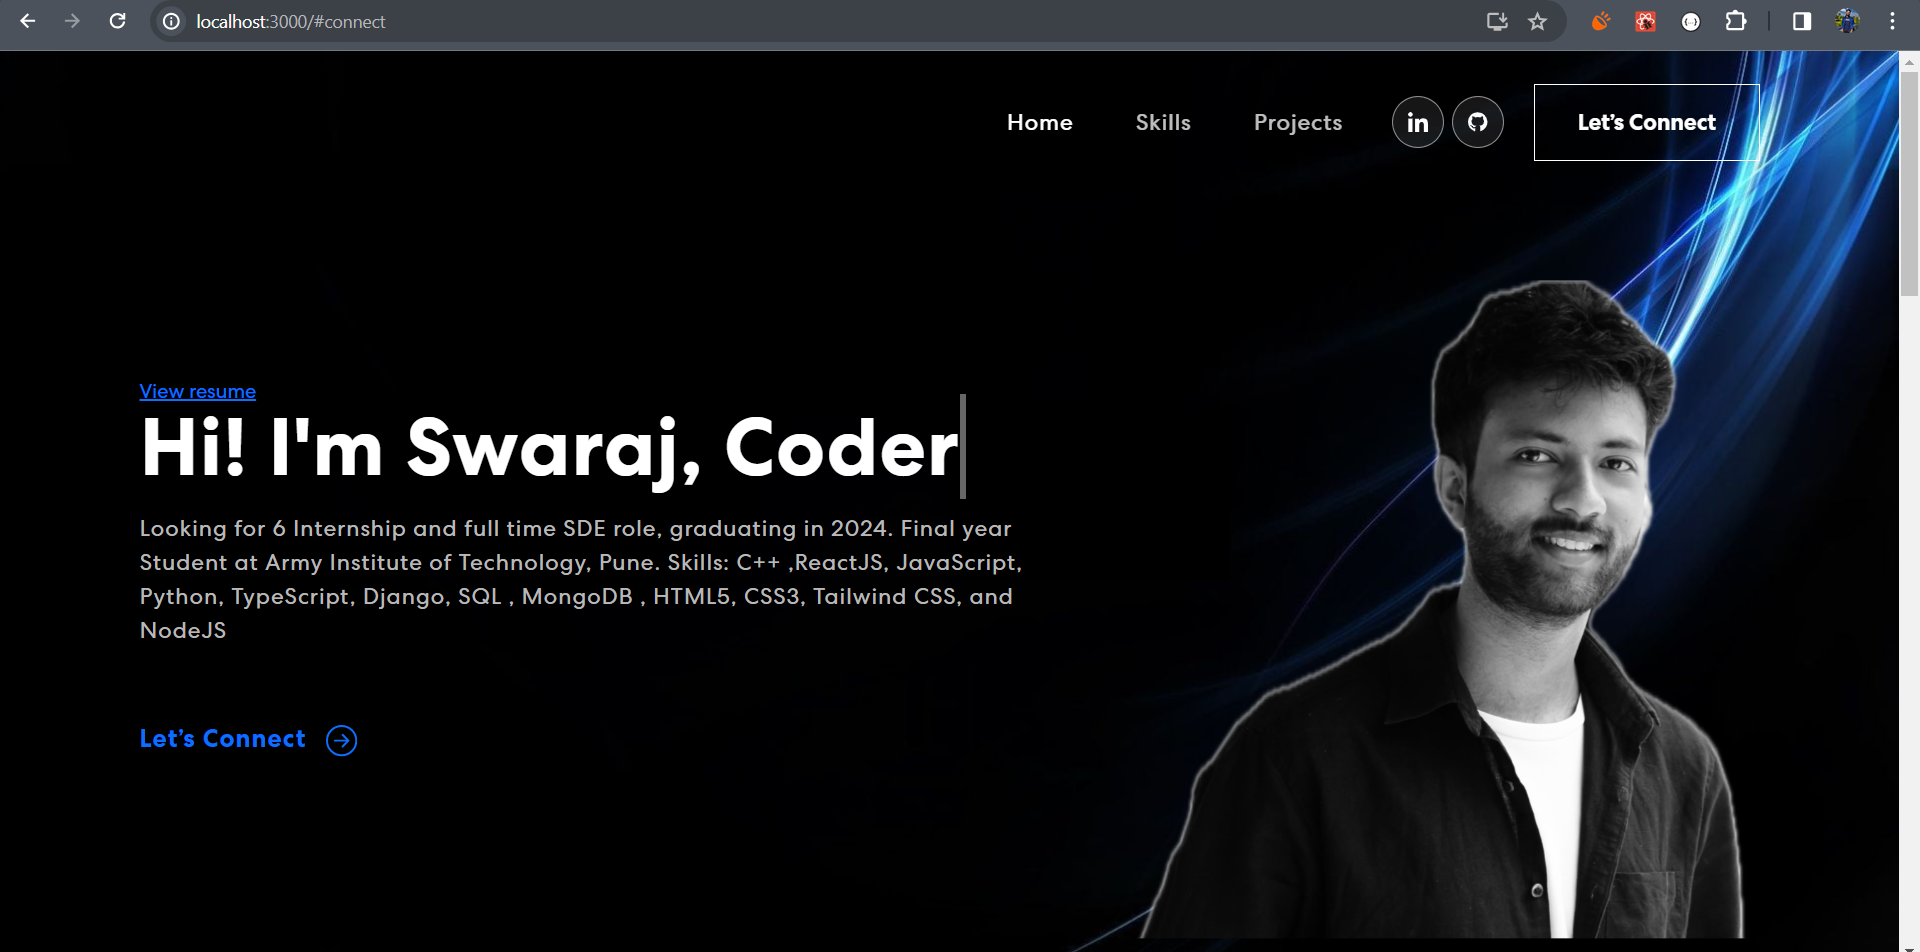 localhost:3000/#connect
Home Skills Projects in Let’s Connect
View resume
Hi! I'm Swaraj, Coder
Looking for 6 Internship and full time SDE role, graduating in 2024. Final year
Student at Army Institute of Technology, Pune. Skills: C++ ,ReactJS, JavaScript,
Python, TypeScript, Django, SQL , MongoDB , HTML5, CSS3, Tailwind CSS, and
NodeJS
Let’s Connect